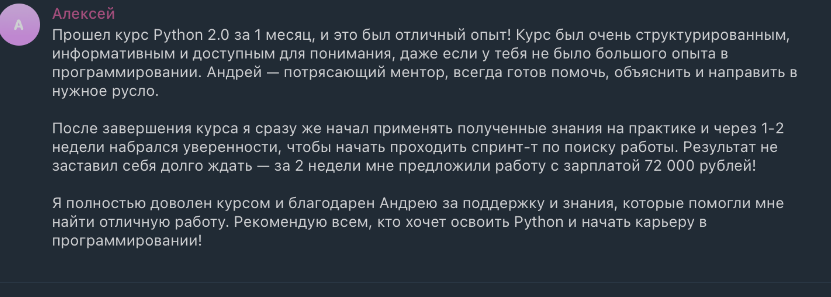 А
Алексей
Прошел курс Python 2.0 за 1 месяц, и это был отличный опыт! Курс был очень структурированным,
информативным и доступным для понимания, даже если у тебя не было большого опыта в
программировании. Андрей — потрясающий ментор, всегда готов помочь, объяснить и направить в
нужное русло.
После завершения курса я сразу же начал применять полученные знания на практике и через 1-2
недели набрался уверенности, чтобы начать проходить спринт-т по поиску работы. Результат не
заставил себя долго ждать — за 2 недели мне предложили работу с зарплатой 72 000 рублей!
Я полностью доволен курсом и благодарен Андрею за поддержку и знания, которые помогли мне
найти отличную работу. Рекомендую всем, кто хочет освоить Python и начать карьеру в
программировании!